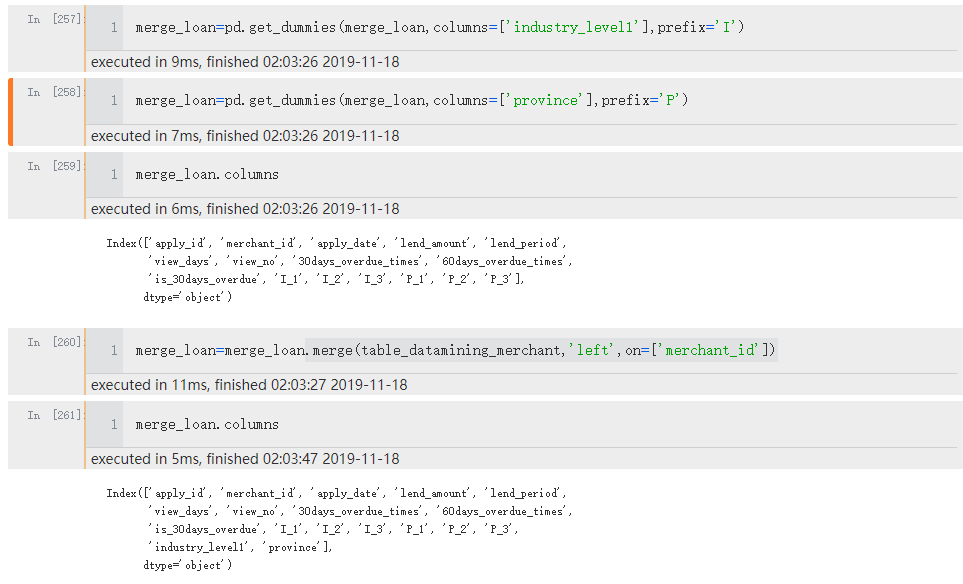 In [257]:
1 merge_loan=pd.get_dummies(merge_loan,columns=['industry_level1'],prefix='I')
executed in 9ms, finished 02:03:26 2019-11-18
In [258]:
1 merge_loan=pd.get_dummies(merge_loan,columns=['province'],prefix='P')
executed in 7ms, finished 02:03:26 2019-11-18
In [259]:
1 merge_loan.columns
executed in 6ms, finished 02:03:26 2019-11-18
Index(['apply_id', 'merchant_id', 'apply_date', 'lend_amount', 'lend_period',
'view_days', 'view_no', '30days_overdue_times', '60days_overdue_times',
'is_30days_overdue', 'I_1', 'I_2', 'I_3', 'P_1', 'P_2', 'P_3'],
dtype='object')
In [260]:
1 merge_loan=merge_loan.merge(table_datamining_merchant,'left',on=['merchant_id'])
executed in 11ms, finished 02:03:27 2019-11-18
In [261]:
1 merge_loan.columns
executed in 5ms, finished 02:03:47 2019-11-18
Index(['apply_id', 'merchant_id', 'apply_date', 'lend_amount', 'lend_period',
'view_days', 'view_no', '30days_overdue_times', '60days_overdue_times',
'is_30days_overdue', 'I_1', 'I_2', 'I_3', 'P_1', 'P_2', 'P_3',
'industry_level1', 'province'],
dtype='object')